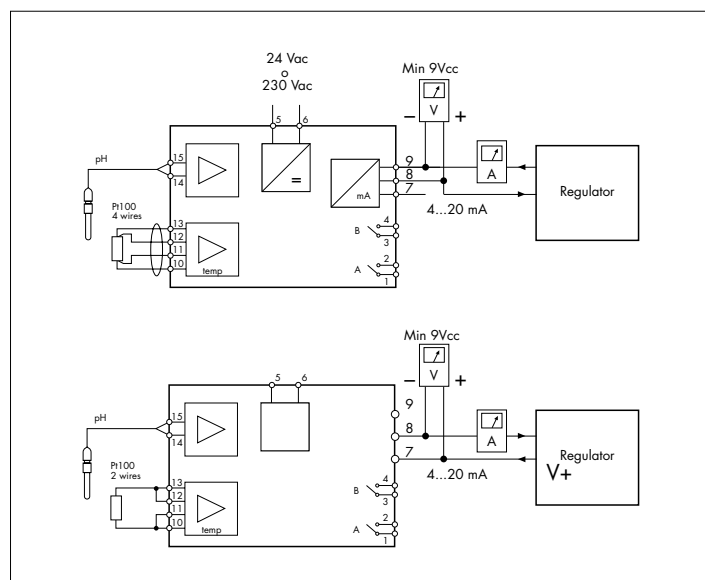 24 Vac
o
230 Vac
Min 9Vcc
V
− +
5 6
pH
15
14
=
mA
9
8
7
A
Regulator
4...20 mA
Pt100
4 wires
13
12
11
10
temp
B
4
3
A
2
1
Min 9Vcc
V
− +
5 6
pH
15
14
9
8
7
A
Regulator
V+
4...20 mA
Pt100
2 wires
13
12
11
10
temp
B
4
3
A
2
1